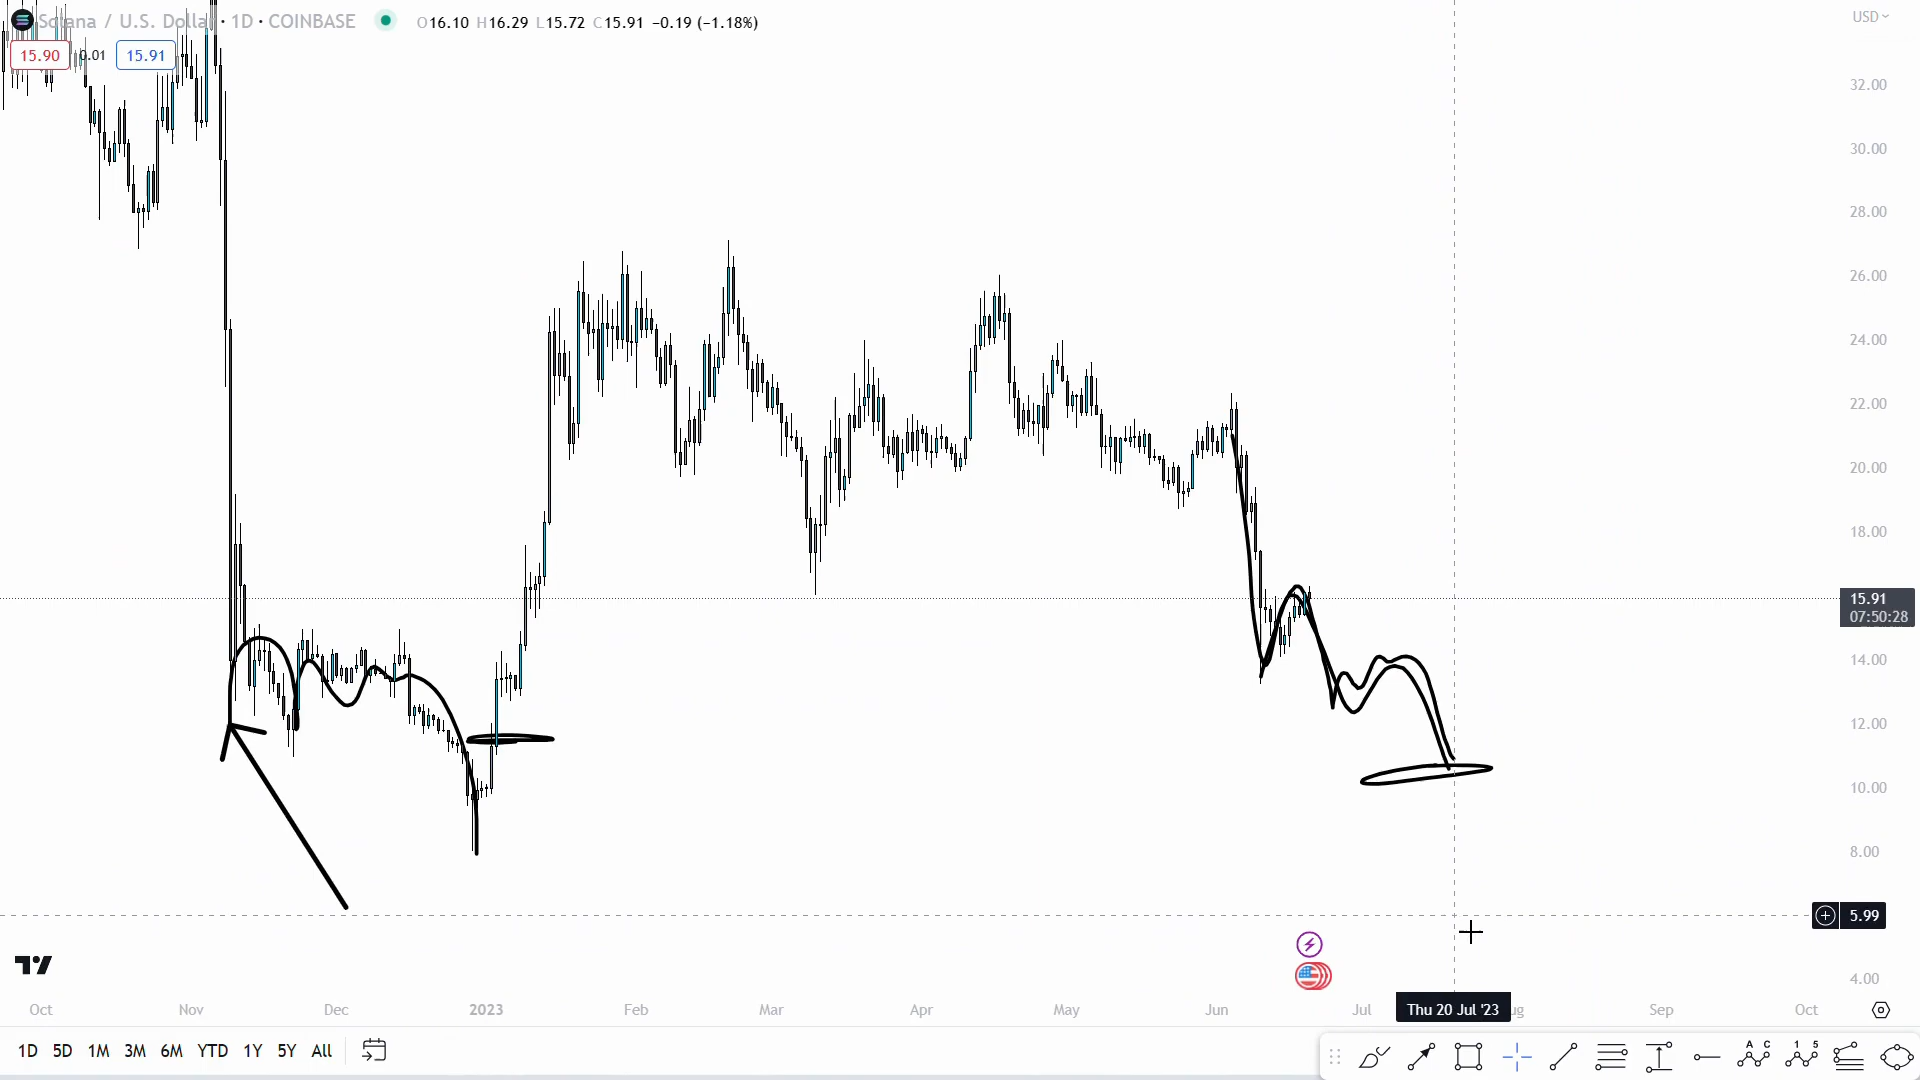 Solana / U.S. Dollar · 1D · COINBASE O16.10 H16.29 L15.72 C15.91 −0.19 (−1.18%)
USD
15.90 0.01 15.91
32.00
30.00
28.00
26.00
24.00
22.00
20.00
18.00
15.91
07:50:28
14.00
12.00
10.00
8.00
5.99
4.00
Oct Nov Dec 2023 Feb Mar Apr May Jun Jul Thu 20 Jul '23 ug Sep Oct
1D 5D 1M 3M 6M YTD 1Y 5Y All
A C 1 5